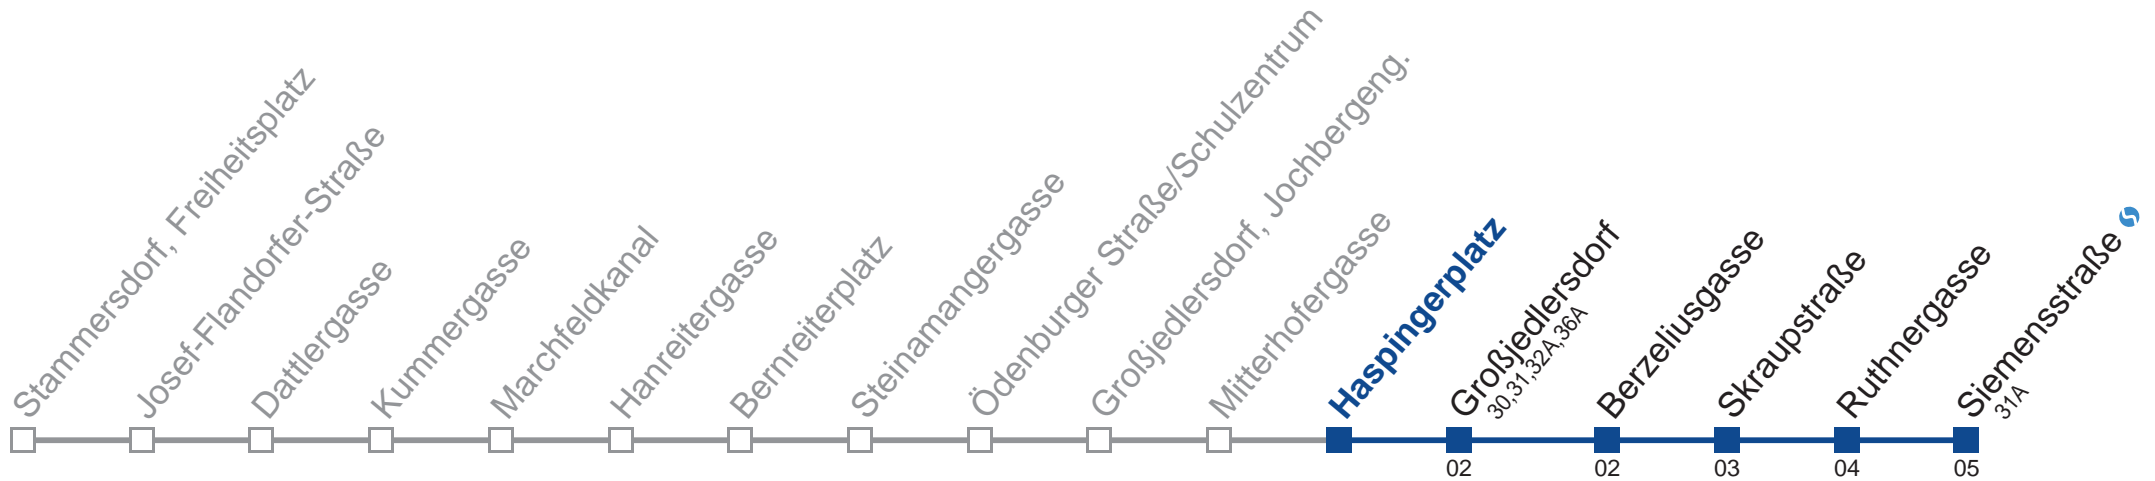 Stammersdorf, Freiheitsplatz
Josef-Flandorfer-Straße
Dattlergasse
Kummergasse
Marchfeldkanal
Hanreitergasse
Bernreiterplatz
Steinamangergasse
Ödenburger Straße/Schulzentrum
Großjedlersdorf, Jochbergeng.
Mitterhofergasse
Haspingerplatz
Großjedlersdorf
30,31,32A,36A
Berzeliusgasse
Skraupstraße
Ruthnergasse
Siemensstraße
31A
02
02
03
04
05